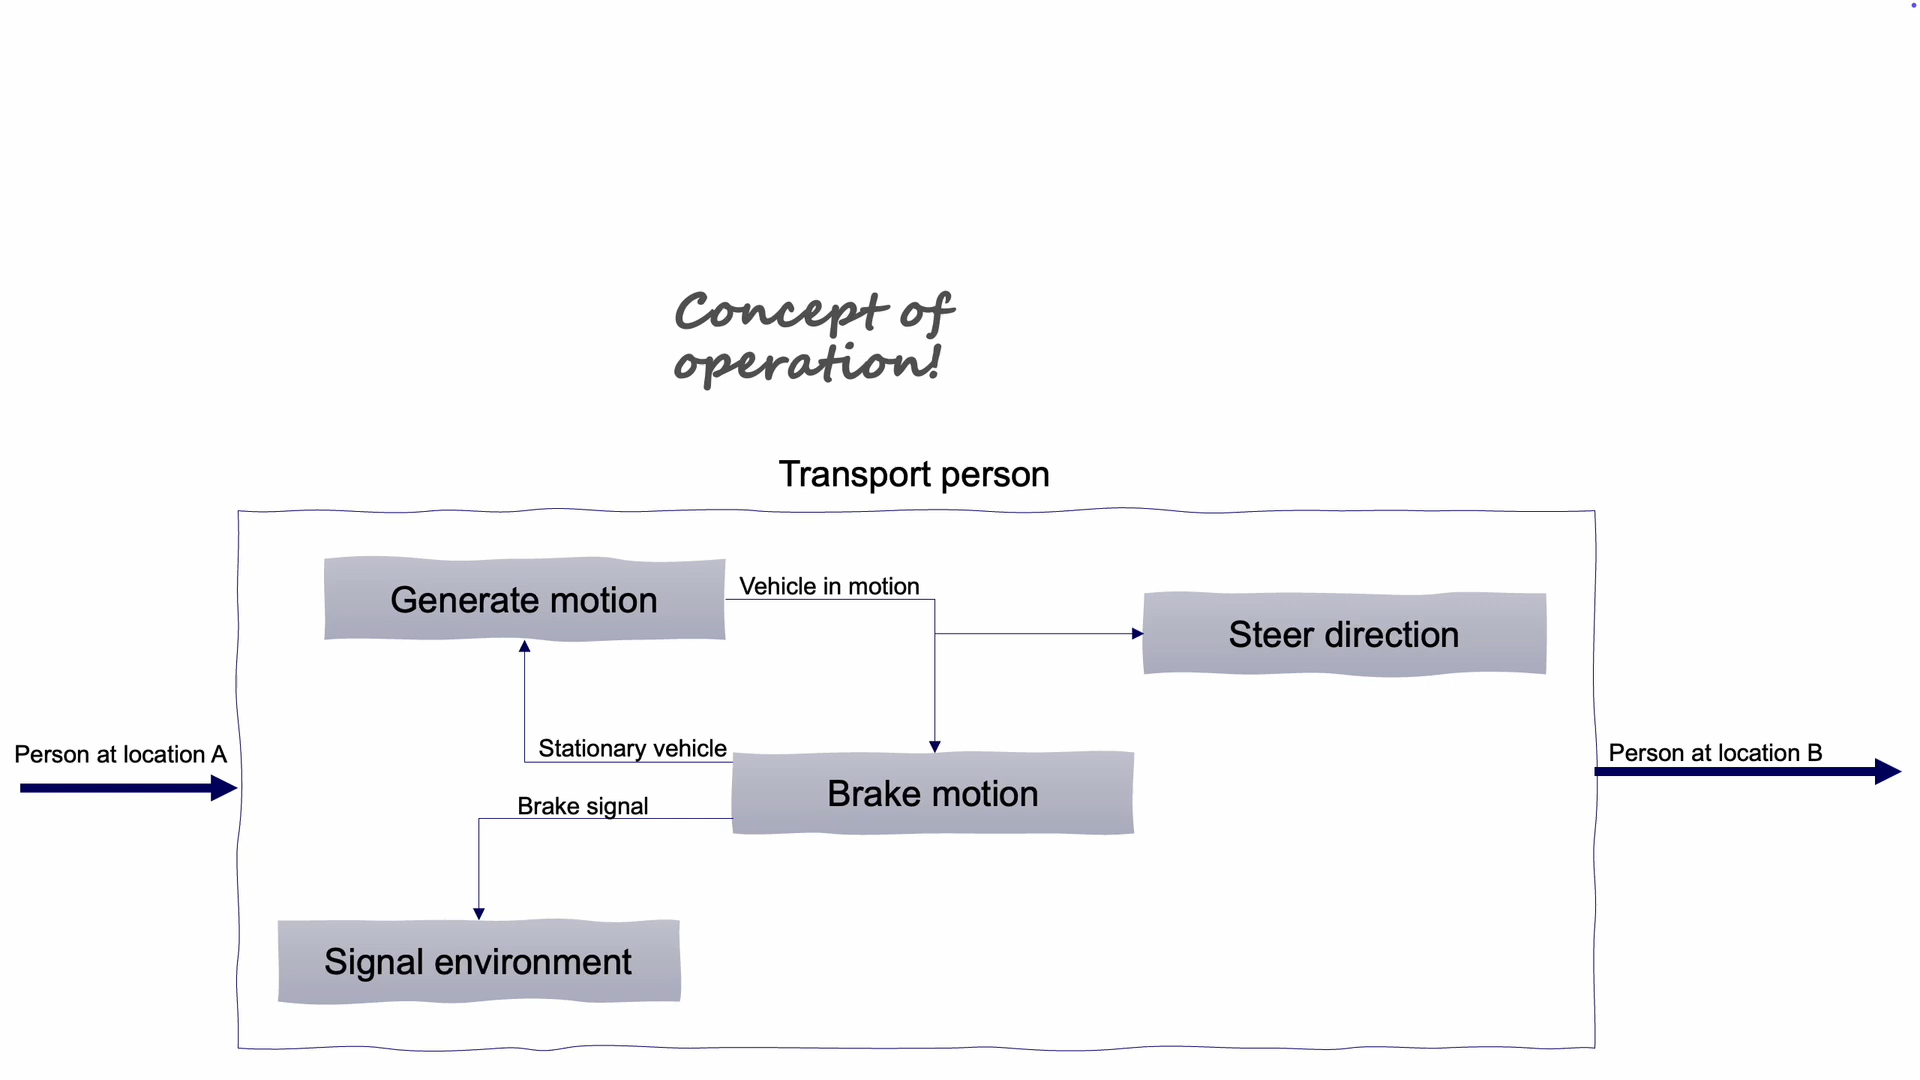 Concept of
operation!
Transport person
Generate motion
Vehicle in motion
Steer direction
Stationary vehicle
Person at location A
Person at location B
Brake motion
Brake signal
Signal environment